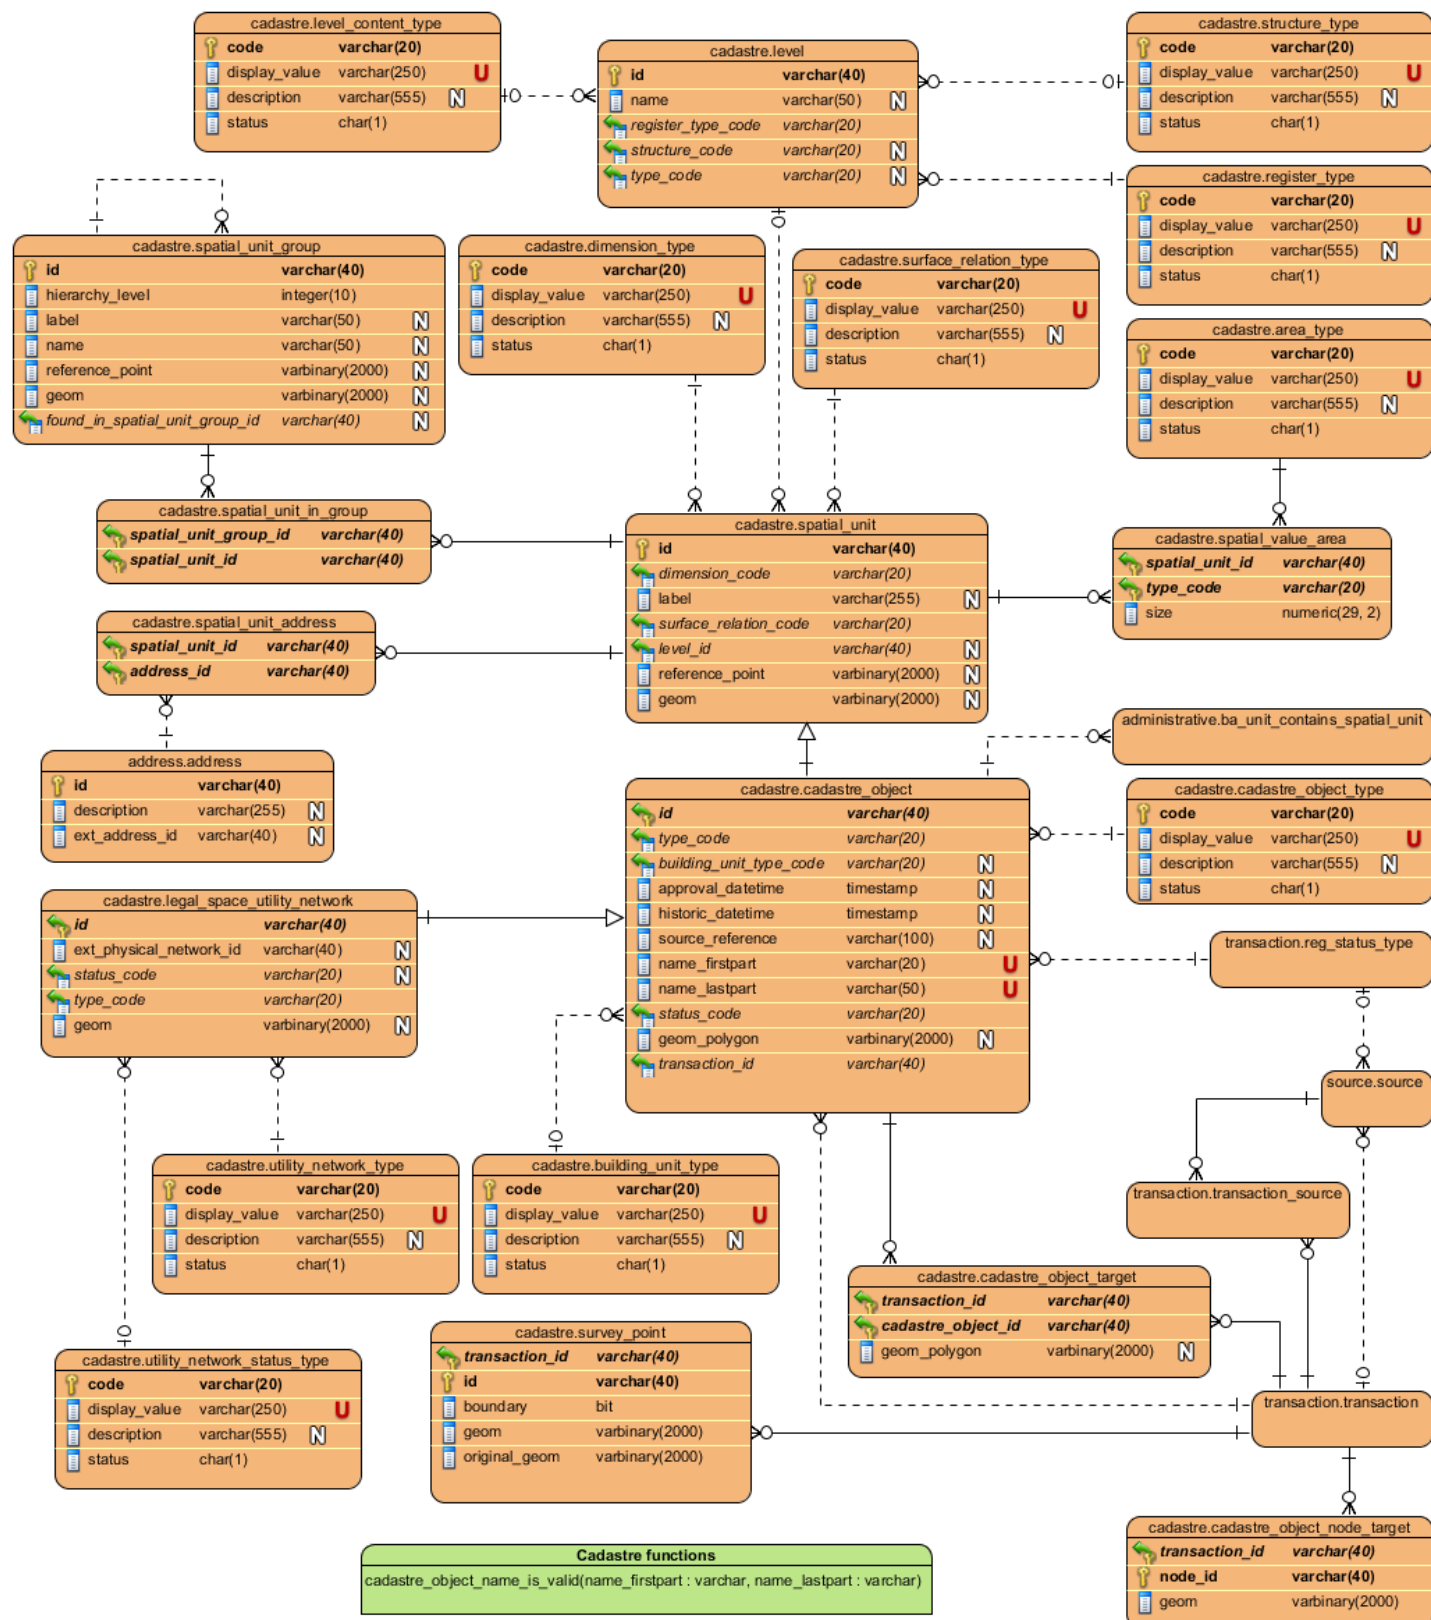 cadastre.level_content_type
code varchar(20)
display_value varchar(250) U
description varchar(555) N
status char(1)
cadastre.level
id varchar(40)
name varchar(50) N
register_type_code varchar(20)
structure_code varchar(20) N
type_code varchar(20) N
cadastre.structure_type
code varchar(20)
display_value varchar(250) U
description varchar(555) N
status char(1)
cadastre.register_type
code varchar(20)
display_value varchar(250) U
description varchar(555) N
status char(1)
cadastre.spatial_unit_group
id varchar(40)
hierarchy_level integer(10)
label varchar(50) N
name varchar(50) N
reference_point varbinary(2000) N
geom varbinary(2000) N
found_in_spatial_unit_group_id varchar(40) N
cadastre.dimension_type
code varchar(20)
display_value varchar(250) U
description varchar(555) N
status char(1)
cadastre.surface_relation_type
code varchar(20)
display_value varchar(250) U
description varchar(555) N
status char(1)
cadastre.area_type
code varchar(20)
display_value varchar(250) U
description varchar(555) N
status char(1)
cadastre.spatial_unit_in_group
spatial_unit_group_id varchar(40)
spatial_unit_id varchar(40)
cadastre.spatial_unit
id varchar(40)
dimension_code varchar(20)
label varchar(255) N
surface_relation_code varchar(20)
level_id varchar(40) N
reference_point varbinary(2000) N
geom varbinary(2000) N
cadastre.spatial_value_area
spatial_unit_id varchar(40)
type_code varchar(20)
size numeric(29, 2)
cadastre.spatial_unit_address
spatial_unit_id varchar(40)
address_id varchar(40)
administrative.ba_unit_contains_spatial_unit
address.address
id varchar(40)
description varchar(255) N
ext_address_id varchar(40) N
cadastre.cadastre_object
id varchar(40)
type_code varchar(20)
building_unit_type_code varchar(20) N
approval_datetime timestamp N
historic_datetime timestamp N
source_reference varchar(100) N
name_firstpart varchar(20) U
name_lastpart varchar(50) U
status_code varchar(20)
geom_polygon varbinary(2000) N
transaction_id varchar(40)
cadastre.cadastre_object_type
code varchar(20)
display_value varchar(250) U
description varchar(555) N
status char(1)
cadastre.legal_space_utility_network
id varchar(40)
ext_physical_network_id varchar(40) N
status_code varchar(20) N
type_code varchar(20)
geom varbinary(2000) N
transaction.reg_status_type
source.source
transaction.transaction_source
cadastre.utility_network_type
code varchar(20)
display_value varchar(250) U
description varchar(555) N
status char(1)
cadastre.building_unit_type
code varchar(20)
display_value varchar(250) U
description varchar(555) N
status char(1)
cadastre.cadastre_object_target
transaction_id varchar(40)
cadastre_object_id varchar(40)
geom_polygon varbinary(2000) N
cadastre.utility_network_status_type
code varchar(20)
display_value varchar(250) U
description varchar(555) N
status char(1)
cadastre.survey_point
transaction_id varchar(40)
id varchar(40)
boundary bit
geom varbinary(2000)
original_geom varbinary(2000)
transaction.transaction
cadastre.cadastre_object_node_target
transaction_id varchar(40)
node_id varchar(40)
geom varbinary(2000)
Cadastre functions
cadastre_object_name_is_valid(name_firstpart : varchar, name_lastpart : varchar)